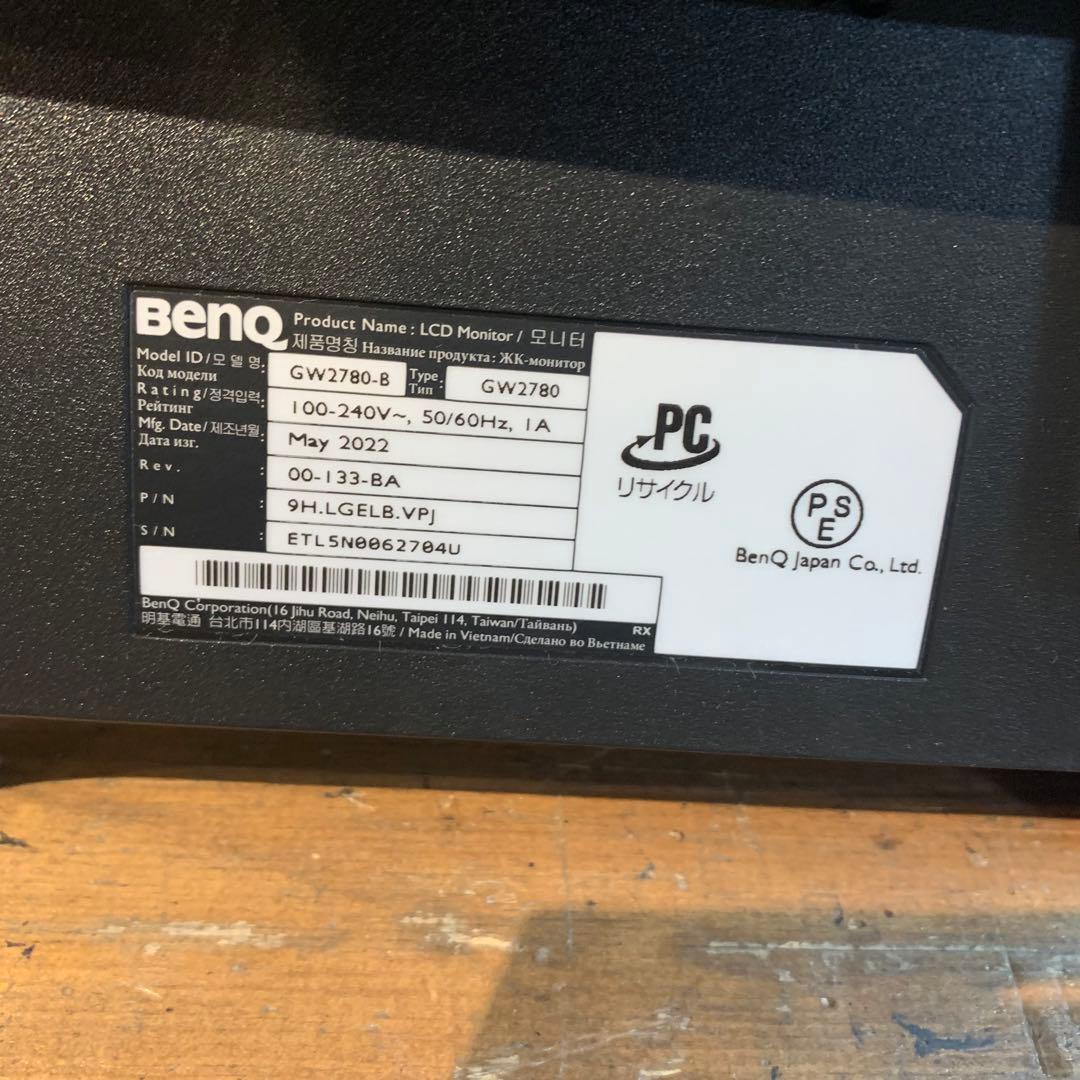 BenQ
Product Name : LCD Monitor / 모니터
제품명칭 Название продукта: ЖК-монитор
Model ID/모델명 : GW2780-B Type : GW2780
Код модели Тип
Rating/정격입력 : 100-240V~, 50/60Hz, 1A
Рейтинг
Mfg. Date/제조년월 : May 2022
Дата изг.
Rev. : 00-133-BA
P/N : 9H.LGELB.VPJ
S/N : ETL5N0062704U
BenQ Corporation(16 Jihu Road, Neihu, Taipei 114, Taiwan/Тайвань)
明基電通 台北市114内湖區基湖路16號 / Made in Vietnam/Сделано во Вьетнаме
RX
PC
リサイクル
PSE
BenQ Japan Co., Ltd.